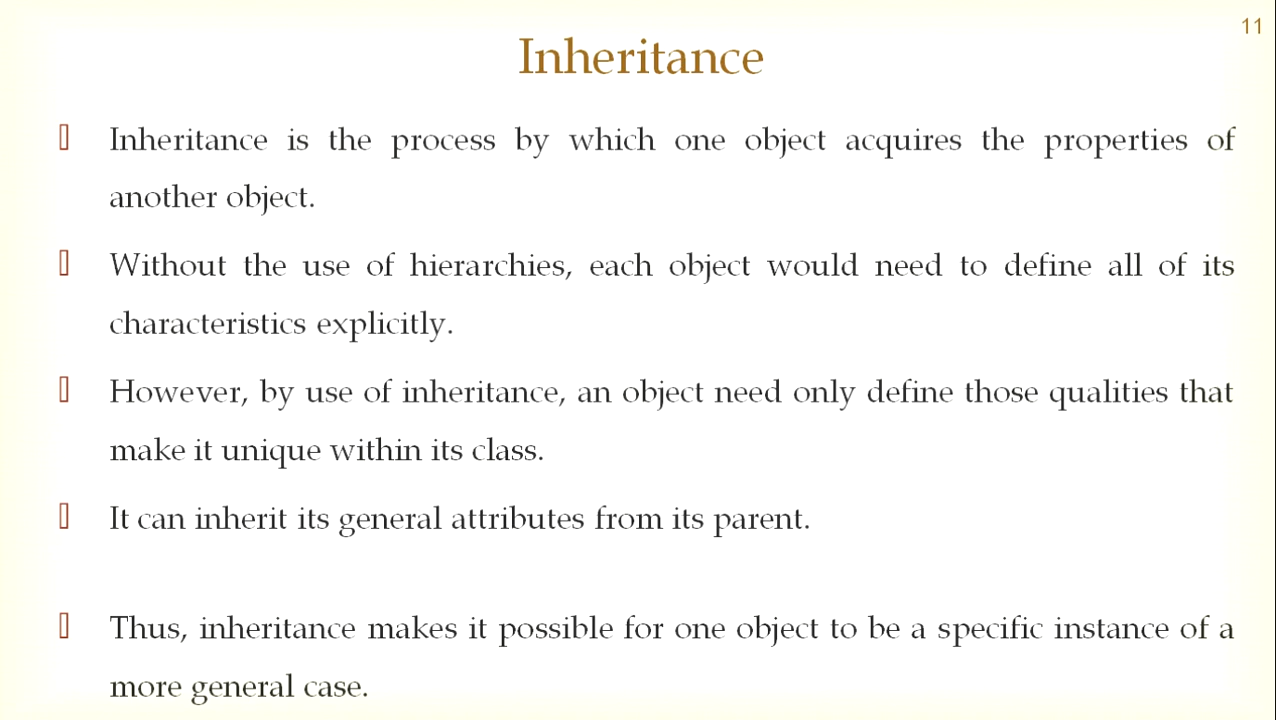 11
Inheritance
Inheritance is the process by which one object acquires the properties of
another object.
Without the use of hierarchies, each object would need to define all of its
characteristics explicitly.
However, by use of inheritance, an object need only define those qualities that
make it unique within its class.
It can inherit its general attributes from its parent.
Thus, inheritance makes it possible for one object to be a specific instance of a
more general case.